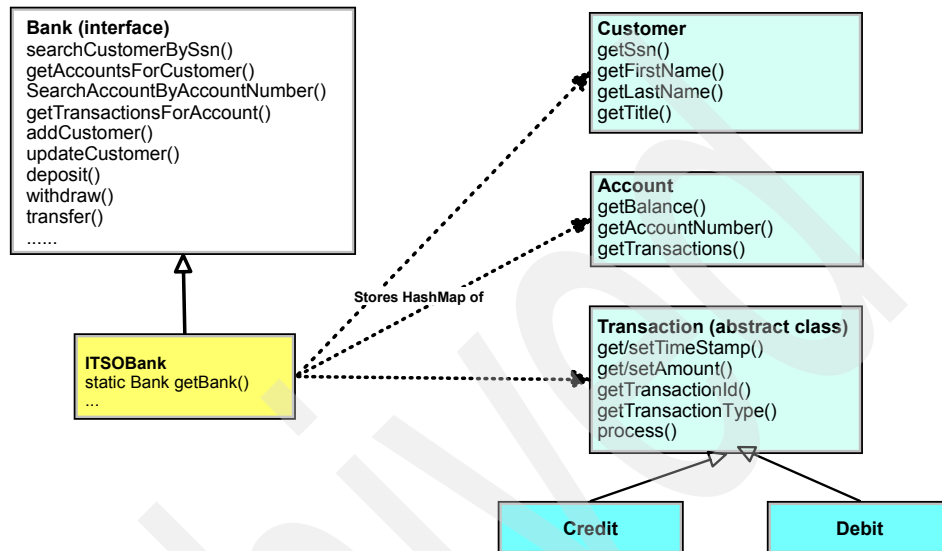 Bank (interface)
searchCustomerBySsn()
getAccountsForCustomer()
SearchAccountByAccountNumber()
getTransactionsForAccount()
addCustomer()
updateCustomer()
deposit()
withdraw()
transfer()
......
Customer
getSsn()
getFirstName()
getLastName()
getTitle()
Account
getBalance()
getAccountNumber()
getTransactions()
Stores HashMap of
ITSOBank
static Bank getBank()
...
Transaction (abstract class)
get/setTimeStamp()
get/setAmount()
getTransactionId()
getTransactionType()
process()
Credit
Debit